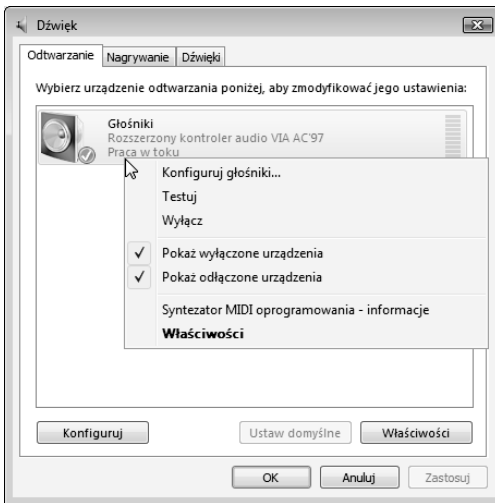 Dźwięk
Odtwarzanie Nagrywanie Dźwięki
Wybierz urządzenie odtwarzania poniżej, aby zmodyfikować jego ustawienia:
Głośniki
Rozszerzony kontroler audio VIA AC'97
Praca w toku
Konfiguruj głośniki...
Testuj
Wyłącz
Pokaż wyłączone urządzenia
Pokaż odłączone urządzenia
Syntezator MIDI oprogramowania - informacje
Właściwości
Konfiguruj Ustaw domyślne Właściwości
OK Anuluj Zastosuj